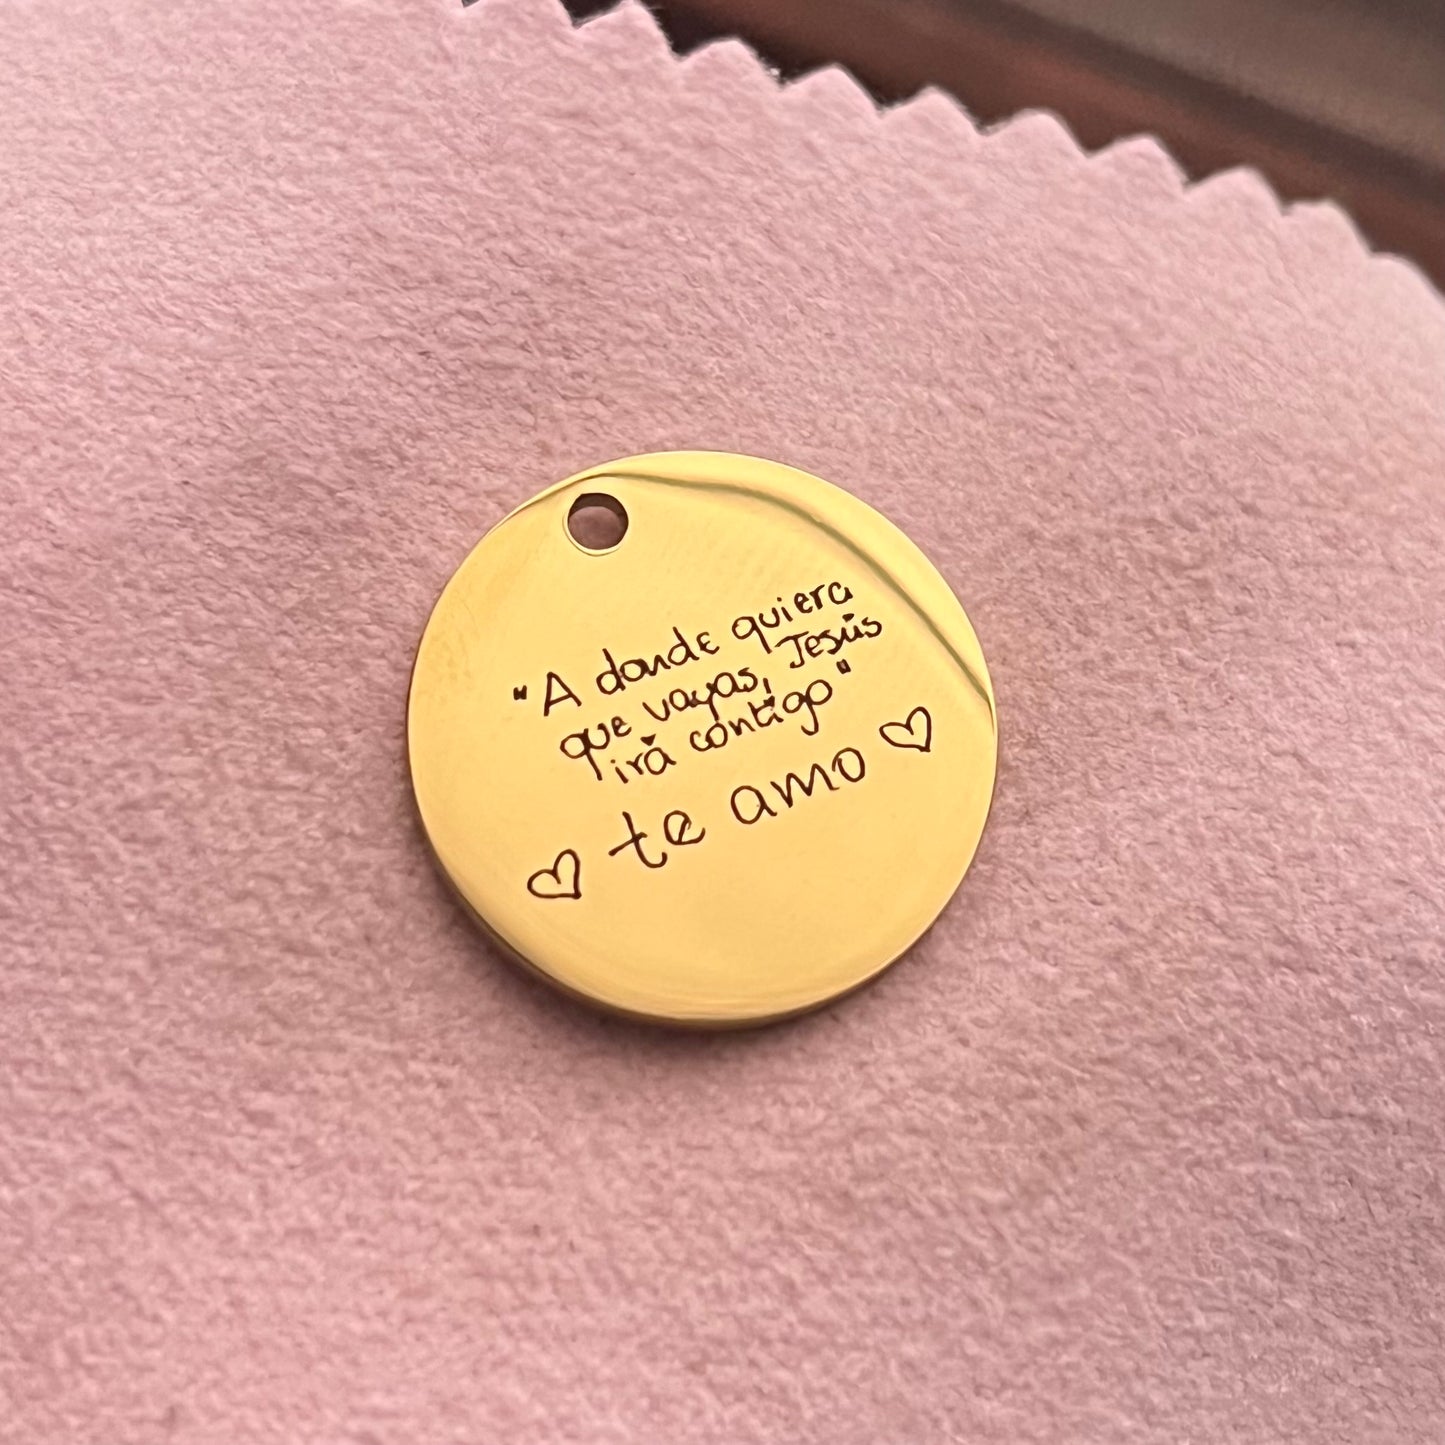 "A donde quiera
que vayas, Jesús
irá contigo"
♡ te amo ♡